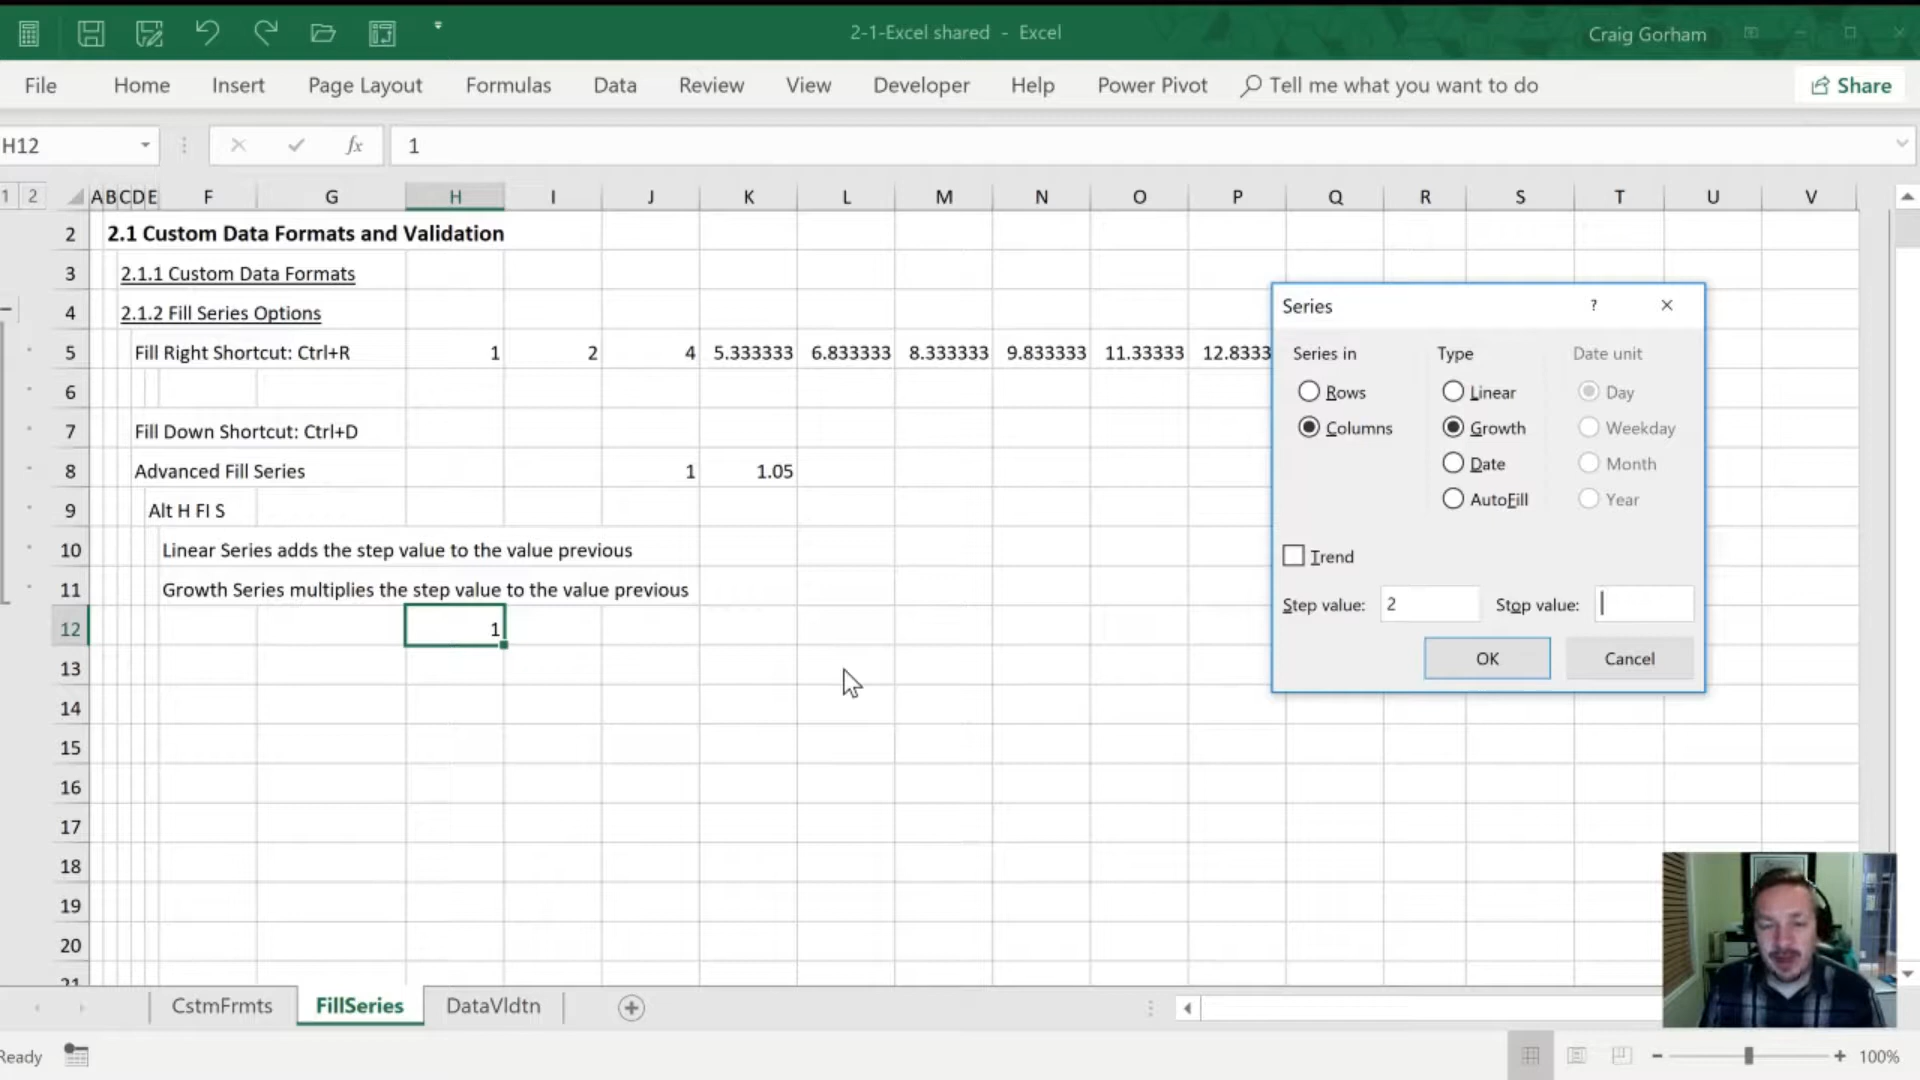 2-1-Excel shared - Excel
Craig Gorham
File Home Insert Page Layout Formulas Data Review View Developer Help Power Pivot Tell me what you want to do Share
H12 fx 1
1 2 A B C D E F G H I J K L M N O P Q R S T U V
2 2.1 Custom Data Formats and Validation
3 2.1.1 Custom Data Formats
4 2.1.2 Fill Series Options
5 Fill Right Shortcut: Ctrl+R 1 2 4 5.333333 6.833333 8.333333 9.833333 11.33333 12.8333
6
7 Fill Down Shortcut: Ctrl+D
8 Advanced Fill Series 1 1.05
9 Alt H FI S
10 Linear Series adds the step value to the value previous
11 Growth Series multiplies the step value to the value previous
12 1
13
14
15
16
17
18
19
20
21
Series ?
Series in Type Date unit
Rows Linear Day
Columns Growth Weekday
Date Month
AutoFill Year
Trend
Step value: 2 Stop value:
OK Cancel
CstmFrmts FillSeries DataVldtn
Ready 100%